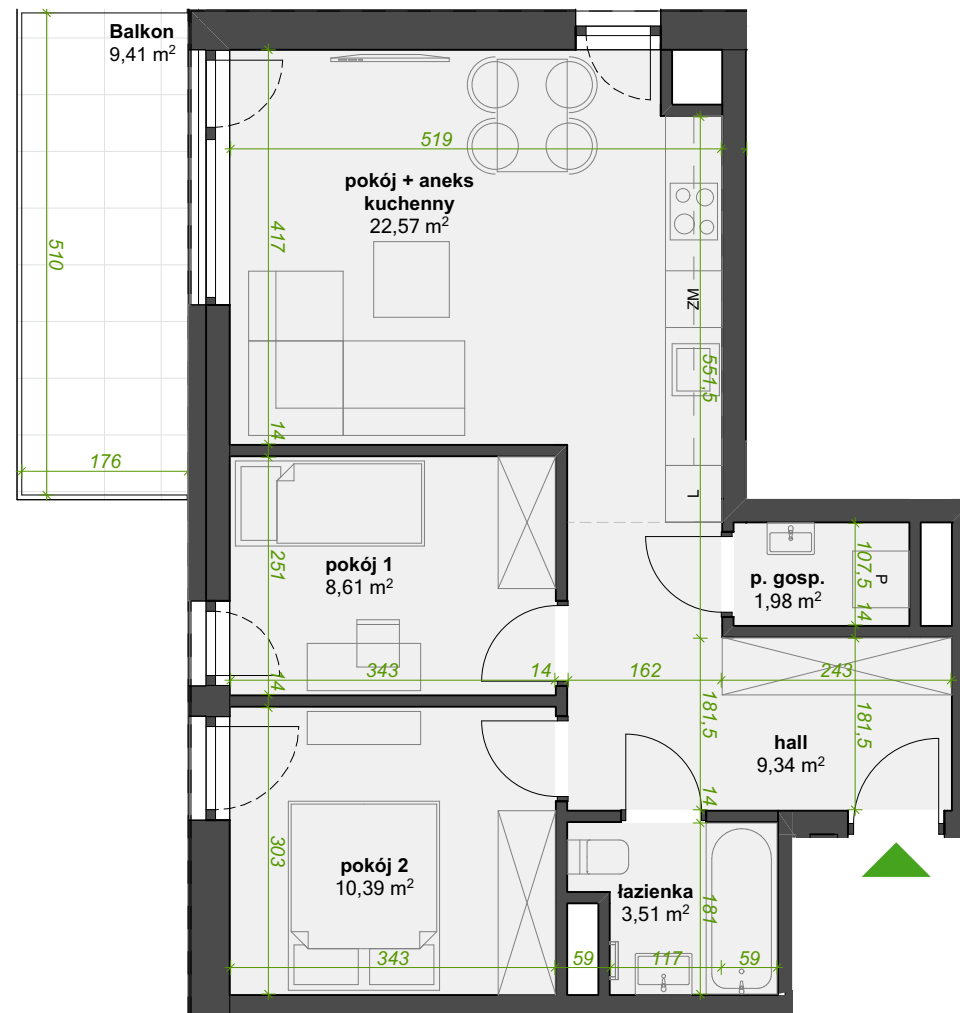 Balkon
9,41 m²
519
pokój + aneks
kuchenny
22,57 m²
417
510
ZM
551,5
14
176
L
pokój 1
8,61 m²
251
107,5
p. gosp.
1,98 m²
P
14
343
14
14
162
243
181,5
181,5
hall
9,34 m²
14
303
pokój 2
10,39 m²
łazienka
3,51 m²
181
343
59
117
59